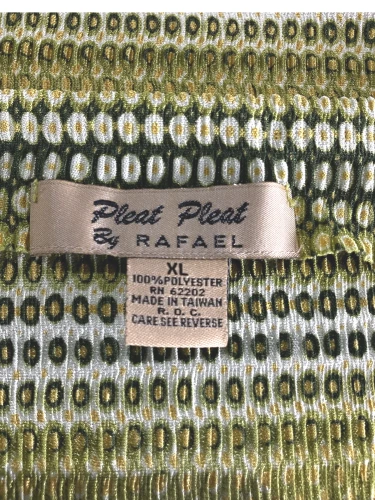 Pleat Pleat
By RAFAEL
XL
100%POLYESTER
RN 62202
MADE IN TAIWAN
R. O. C.
CARE SEE REVERSE